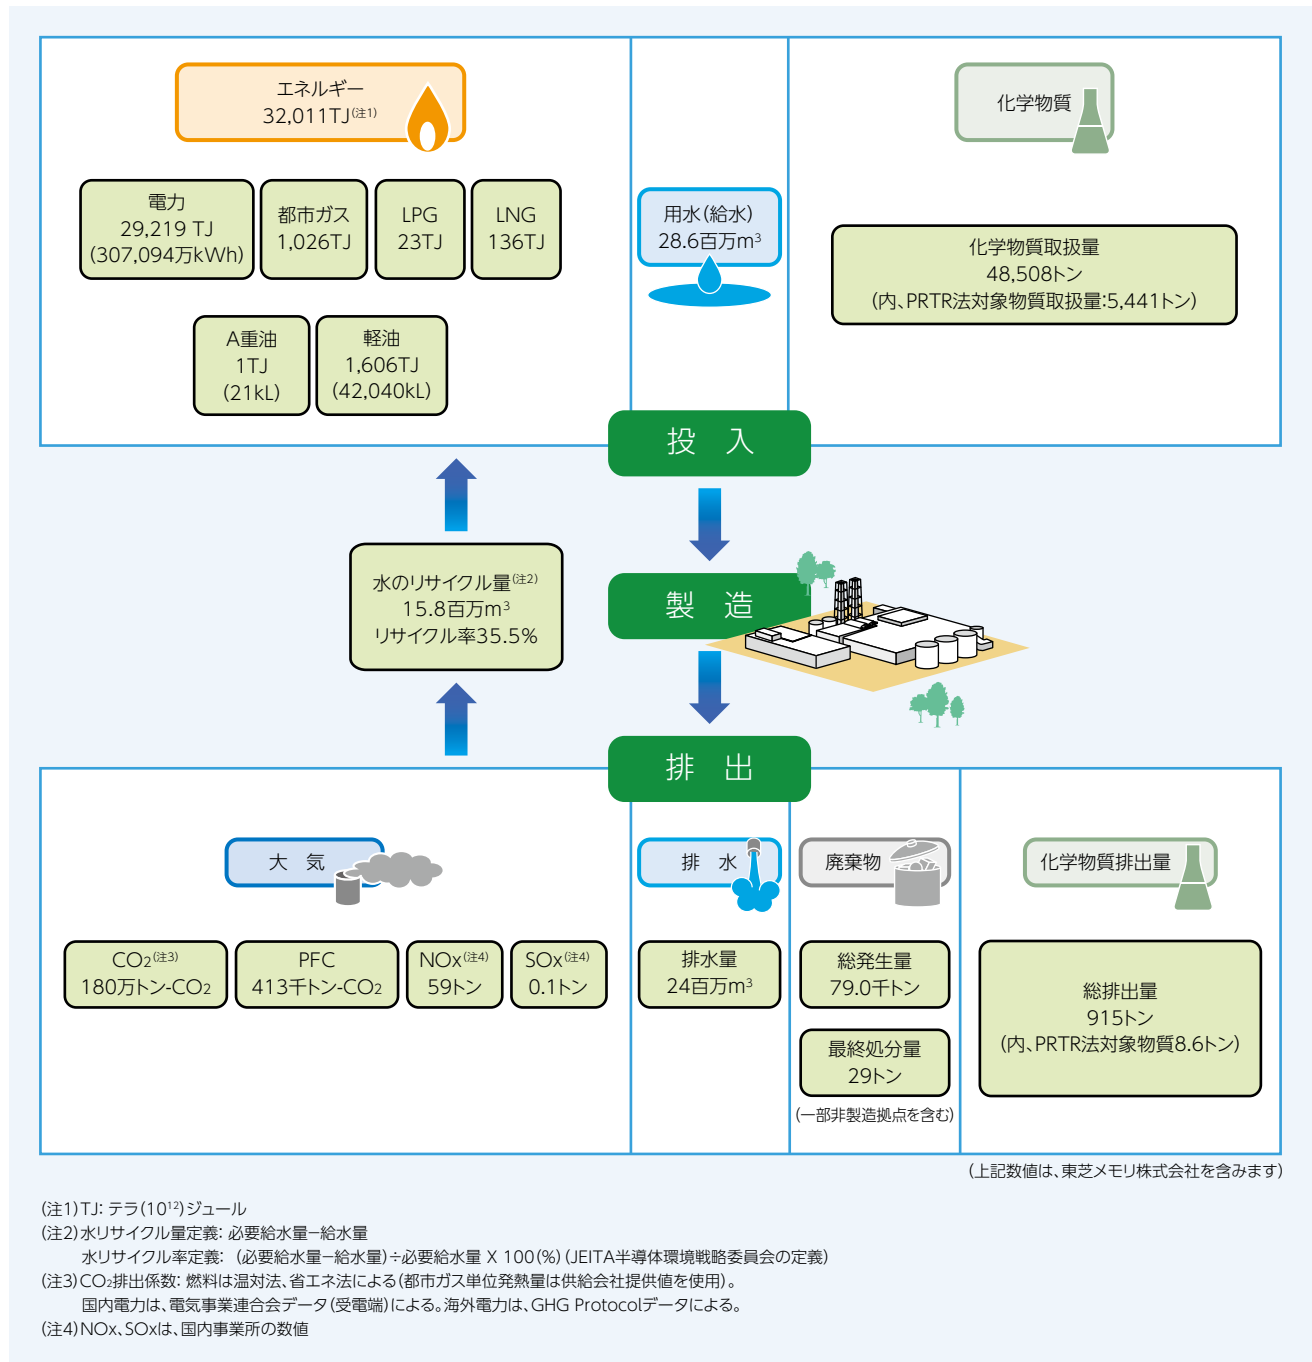 エネルギー
32,011TJ(注1)
化学物質
電力
29,219 TJ
(307,094万kWh)
都市ガス
1,026TJ
LPG
23TJ
LNG
136TJ
用水(給水)
28.6百万m³
化学物質取扱量
48,508トン
(内、PRTR法対象物質取扱量:5,441トン)
A重油
1TJ
(21kL)
軽油
1,606TJ
(42,040kL)
投 入
水のリサイクル量(注2)
15.8百万m³
リサイクル率35.5%
製 造
排 出
大 気
排 水
廃棄物
化学物質排出量
CO₂(注3)
180万トン-CO₂
PFC
413千トン-CO₂
NOx(注4)
59トン
SOx(注4)
0.1トン
排水量
24百万m³
総発生量
79.0千トン
最終処分量
29トン
(一部非製造拠点を含む)
総排出量
915トン
(内、PRTR法対象物質8.6トン)
(上記数値は、東芝メモリ株式会社を含みます)
(注1)TJ: テラ(10¹²)ジュール
(注2)水リサイクル量定義: 必要給水量−給水量
水リサイクル率定義: (必要給水量−給水量)÷必要給水量 X 100(%)(JEITA半導体環境戦略委員会の定義)
(注3)CO₂排出係数: 燃料は温対法、省エネ法による(都市ガス単位発熱量は供給会社提供値を使用)。
国内電力は、電気事業連合会データ(受電端)による。海外電力は、GHG Protocolデータによる。
(注4)NOx、SOxは、国内事業所の数値